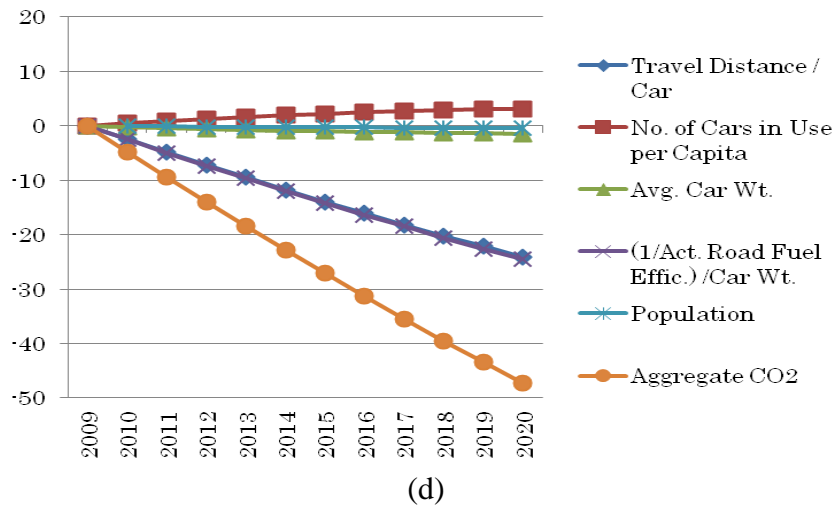 20
10
0
-10
-20
-30
-40
-50
2009
2010
2011
2012
2013
2014
2015
2016
2017
2018
2019
2020
Travel Distance /
Car
No. of Cars in Use
per Capita
Avg. Car Wt.
(1/Act. Road Fuel
Effic.) /Car Wt.
Population
Aggregate CO2
(d)